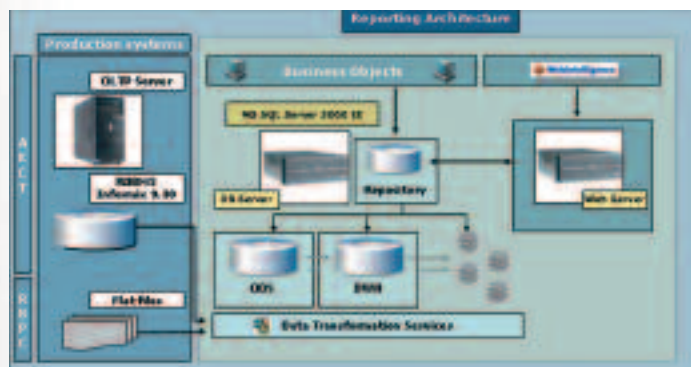 Reporting Architecture
Production systems
OLTP Server
Business Objects
WebIntelligence
MS SQL Server 2000 EE
RDBMS
Informix 9.30
Repository
DB Server
Web Server
ODS
DWH
Flat-files
Data Transformation Services